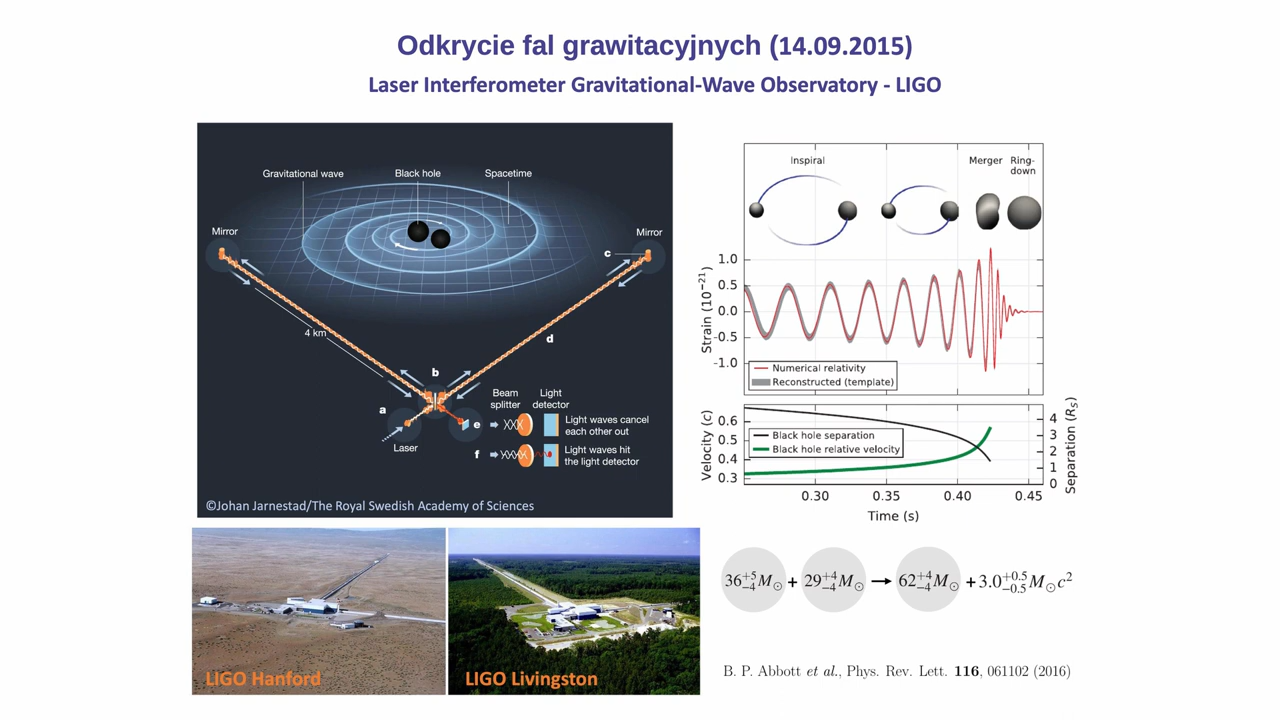 Odkrycie fal grawitacyjnych (14.09.2015)
Laser Interferometer Gravitational-Wave Observatory - LIGO
Gravitational wave
Black hole
Spacetime
Mirror
Mirror
c
4 km
d
b
a
Laser
Beam splitter
Light detector
e
Light waves cancel
each other out
f
Light waves hit
the light detector
©Johan Jarnestad/The Royal Swedish Academy of Sciences
LIGO Hanford
LIGO Livingston
Inspiral
Merger
Ring-
down
Strain (10⁻²¹)
1.0
0.5
0.0
-0.5
-1.0
Numerical relativity
Reconstructed (template)
Velocity (c)
0.6
0.5
0.4
0.3
Black hole separation
Black hole relative velocity
4
3
2
1
0
Separation (R_S)
0.30 0.35 0.40 0.45
Time (s)
36⁺⁵₋₄M⊙ + 29⁺⁴₋₄M⊙ → 62⁺⁴₋₄M⊙ + 3.0⁺⁰·⁵₋₀.₅M⊙c²
B. P. Abbott et al., Phys. Rev. Lett. 116, 061102 (2016)